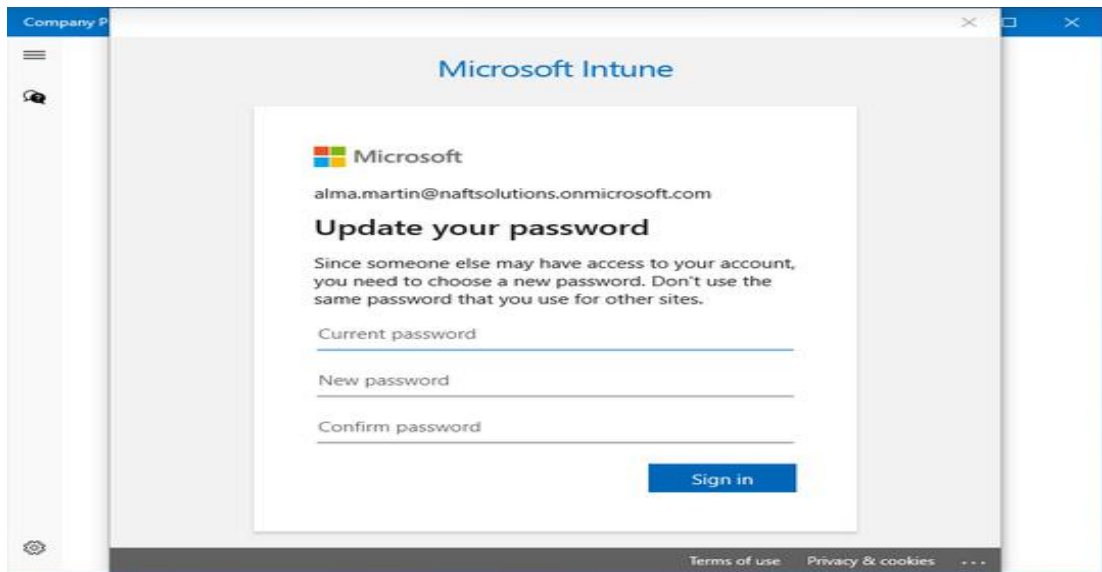 Company P
Microsoft Intune
Microsoft
alma.martin@naftsolutions.onmicrosoft.com
Update your password
Since someone else may have access to your account,
you need to choose a new password. Don't use the
same password that you use for other sites.
Current password
New password
Confirm password
Sign in
Terms of use Privacy & cookies ...